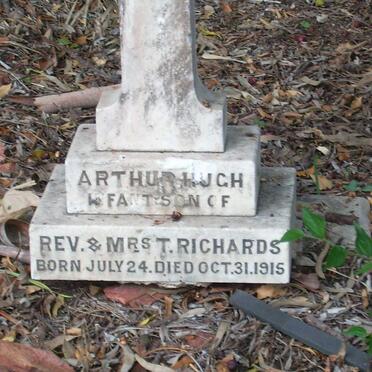 ARTHUR HUGH
INFANT SON OF
REV. & MRS T. RICHARDS
BORN JULY 24. DIED OCT. 31. 1915